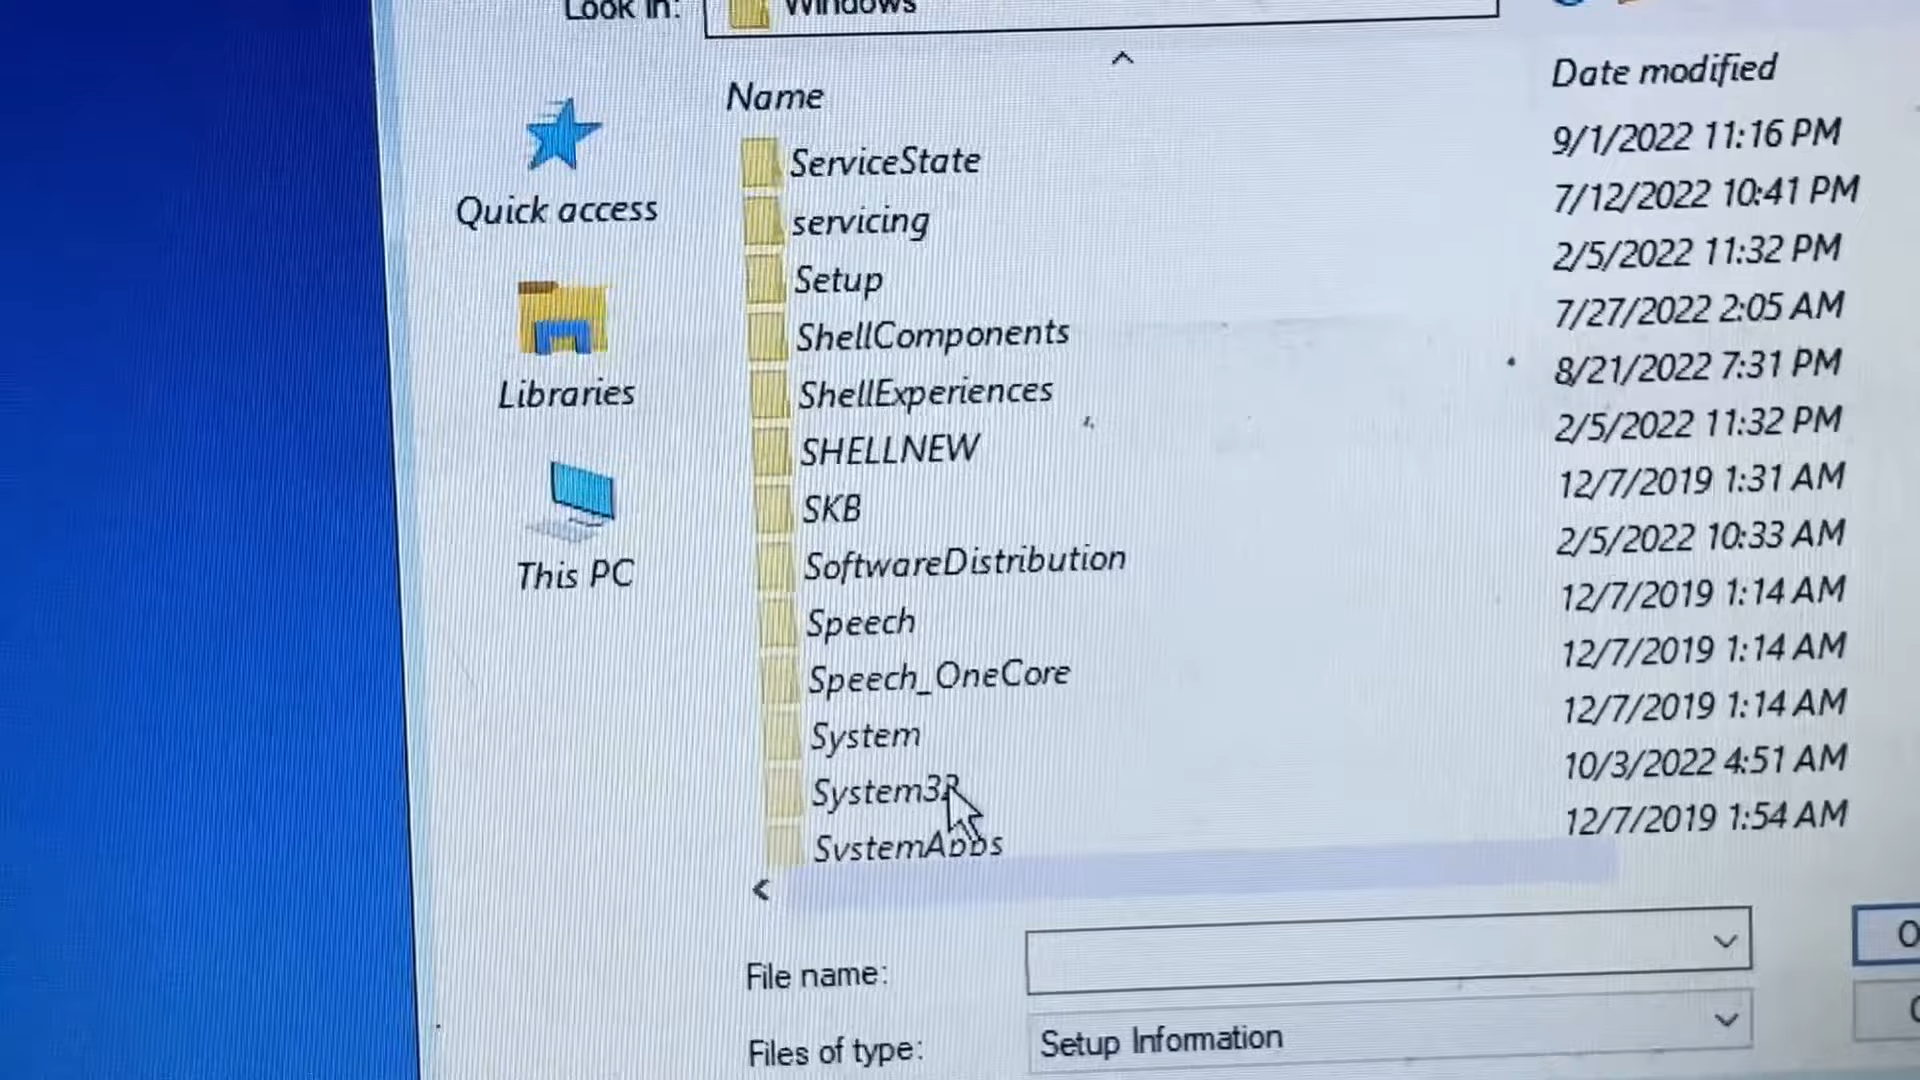 Look in: Windows
Name Date modified
ServiceState 9/1/2022 11:16 PM
servicing 7/12/2022 10:41 PM
Setup 2/5/2022 11:32 PM
ShellComponents 7/27/2022 2:05 AM
ShellExperiences 8/21/2022 7:31 PM
SHELLNEW 2/5/2022 11:32 PM
SKB 12/7/2019 1:31 AM
SoftwareDistribution 2/5/2022 10:33 AM
Speech 12/7/2019 1:14 AM
Speech_OneCore 12/7/2019 1:14 AM
System 12/7/2019 1:14 AM
System32 10/3/2022 4:51 AM
SystemApps 12/7/2019 1:54 AM
Quick access
Libraries
This PC
File name:
Files of type: Setup Information